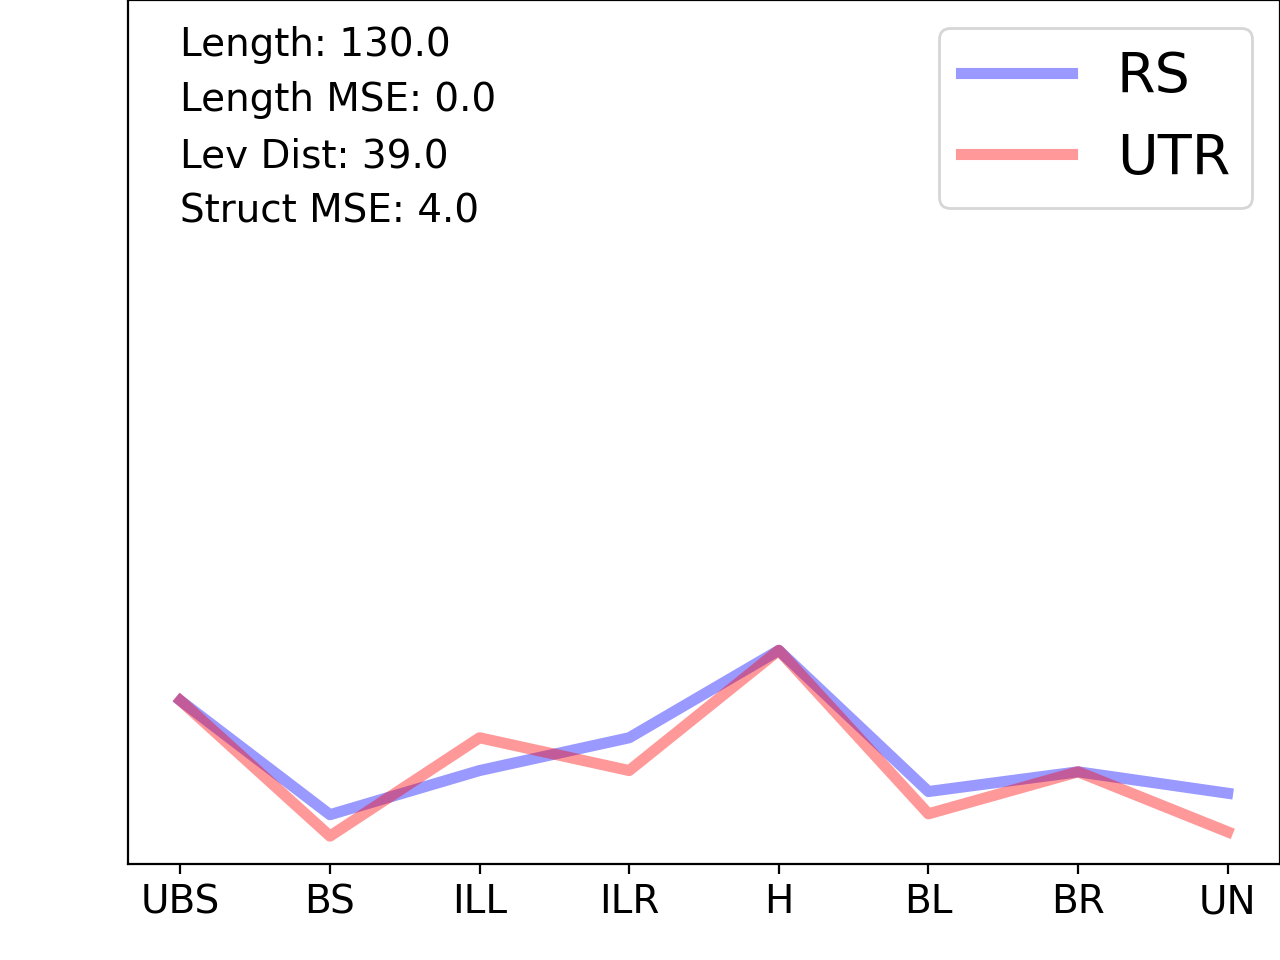 Length: 130.0
Length MSE: 0.0
Lev Dist: 39.0
Struct MSE: 4.0
RS
UTR
UBS BS ILL ILR H BL BR UN